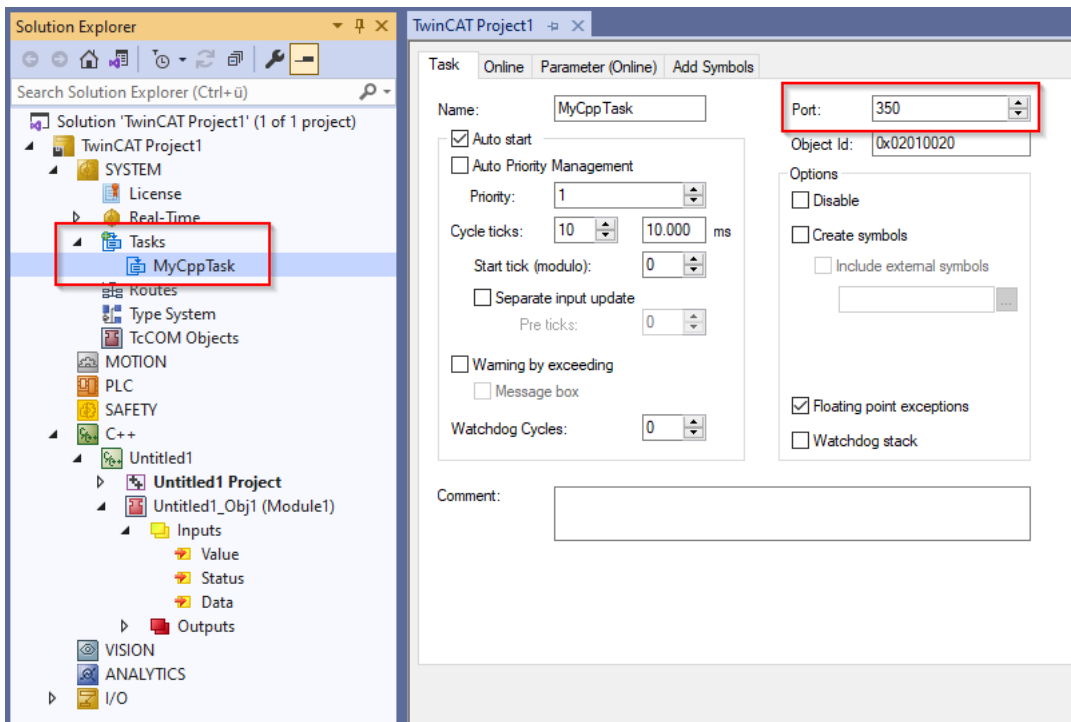 Solution Explorer
Search Solution Explorer (Ctrl+ü)
Solution 'TwinCAT Project1' (1 of 1 project)
TwinCAT Project1
SYSTEM
License
Real-Time
Tasks
MyCppTask
Routes
Type System
TcCOM Objects
MOTION
PLC
SAFETY
C++
Untitled1
Untitled1 Project
Untitled1_Obj1 (Module1)
Inputs
Value
Status
Data
Outputs
VISION
ANALYTICS
I/O
TwinCAT Project1
Task Online Parameter (Online) Add Symbols
Name: MyCppTask
Auto start
Auto Priority Management
Priority: 1
Cycle ticks: 10 10.000 ms
Start tick (modulo): 0
Separate input update
Pre ticks: 0
Warning by exceeding
Message box
Watchdog Cycles: 0
Port: 350
Object Id: 0x02010020
Options
Disable
Create symbols
Include external symbols
...
Floating point exceptions
Watchdog stack
Comment: